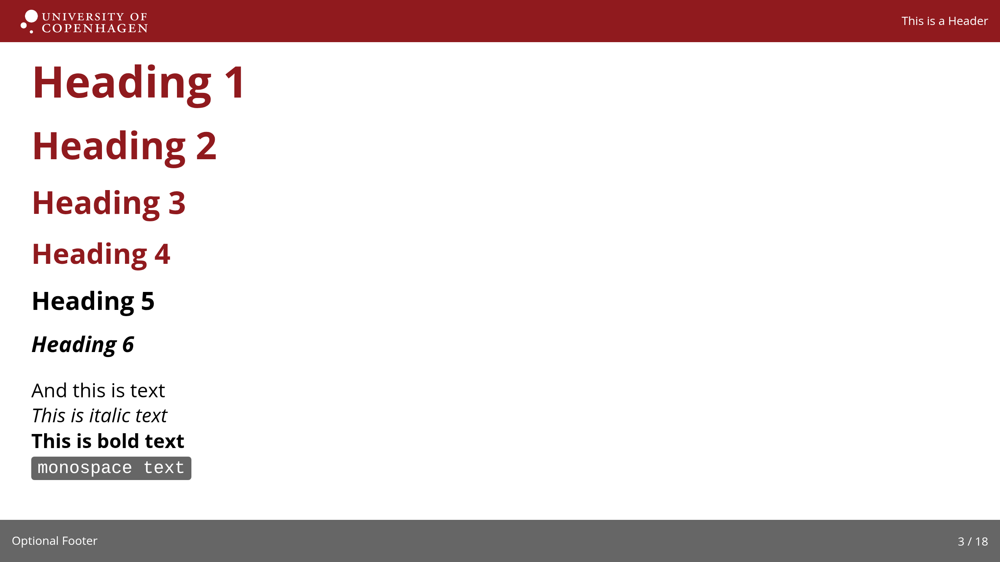 UNIVERSITY OF
COPENHAGEN
This is a Header
Heading 1
Heading 2
Heading 3
Heading 4
Heading 5
Heading 6
And this is text
This is italic text
This is bold text
monospace text
Optional Footer
3 / 18